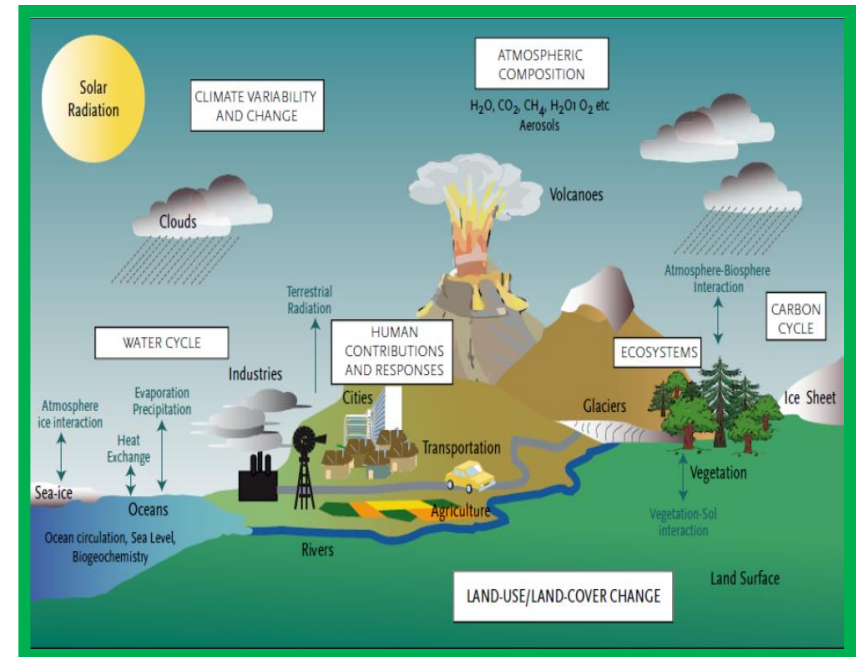 Solar
Radiation
CLIMATE VARIABILITY
AND CHANGE
ATMOSPHERIC
COMPOSITION
H₂O, CO₂, CH₄, H₂O1 O₂ etc
Aerosols
Volcanoes
Clouds
Atmosphere-Biosphere
Interaction
Terrestrial
Radiation
CARBON
CYCLE
WATER CYCLE
HUMAN
CONTRIBUTIONS
AND RESPONSES
ECOSYSTEMS
Industries
Cities
Glaciers
Ice Sheet
Atmosphere
ice interaction
Evaporation
Precipitation
Heat
Exchange
Transportation
Vegetation
Sea-ice
Oceans
Agriculture
Vegetation-Sol
interaction
Ocean circulation, Sea Level,
Biogeochemistry
Rivers
Land Surface
LAND-USE/LAND-COVER CHANGE